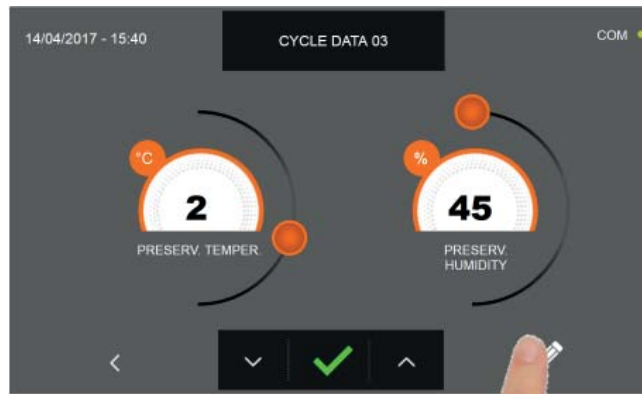 14/04/2017 - 15:40
CYCLE DATA 03
COM
°C
2
PRESERV. TEMPER.
%
45
PRESERV.
HUMIDITY